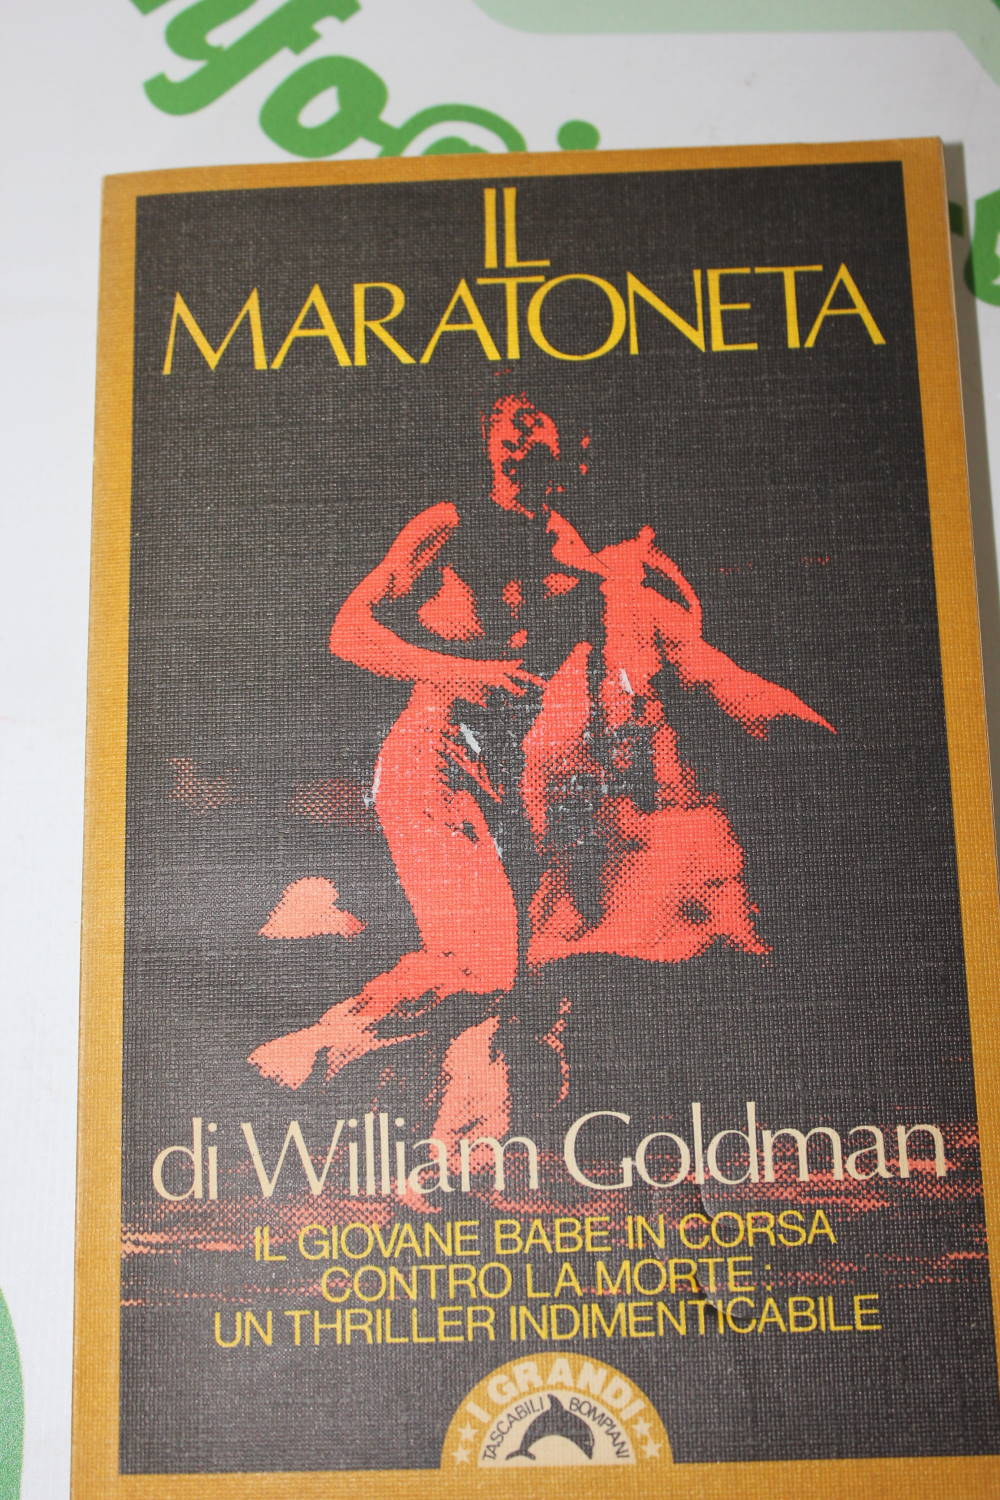 nfo@i
IL
MARATONETA
di William Goldman
IL GIOVANE BABE IN CORSA
CONTRO LA MORTE:
UN THRILLER INDIMENTICABILE
I GRANDI
TASCABILI BOMPIANI